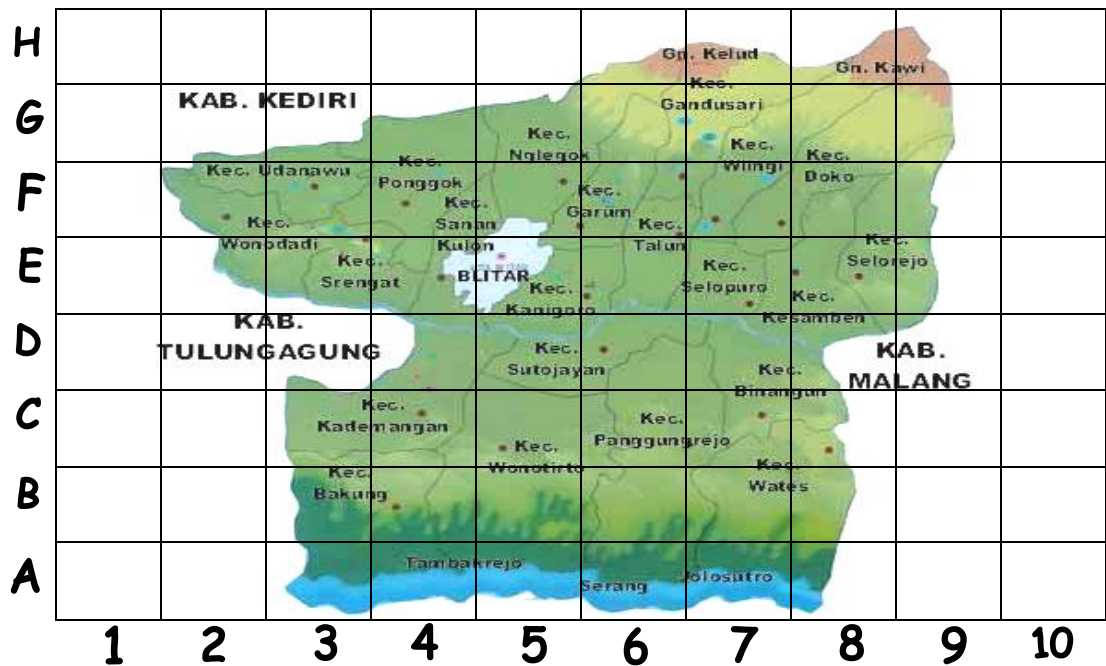 H
Gn. Kelud
Gn. Kawi
Kec.
Gandusari
G
KAB. KEDIRI
Kec.
Nglegok
Kec.
Wlingi
Kec.
Doko
Kec. Udanawu
Kec.
Ponggok
F
Kec.
Sanan
Kulon
Kec.
Garum
Kec.
Wonodadi
Kec.
Talun
E
Kec.
Srengat
BLITAR
Kec.
Kanigoro
Kec.
Selopuro
Kec.
Selorejo
Kec.
Kesamben
D
KAB.
TULUNGAGUNG
Kec.
Sutojayan
KAB.
MALANG
Kec.
Binangun
C
Kec.
Kademangan
Kec.
Panggungrejo
Kec.
Wonotirto
B
Kec.
Bakung
Kec.
Wates
A
Tambakrejo
Serang
Jolosutro
1 2 3 4 5 6 7 8 9 10